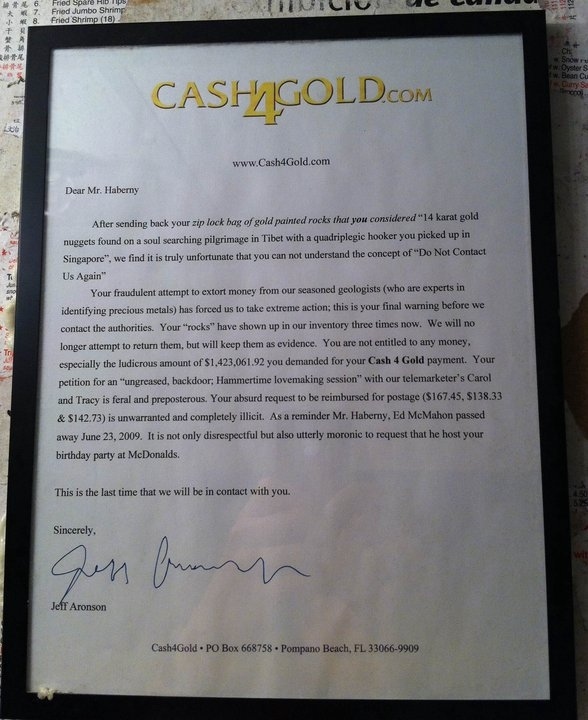 6. Fried Spare Rib Tips
7. Fried Jumbo Shrimp
8. Fried Shrimp (18)
CASH4GOLD.COM
www.Cash4Gold.com
Dear Mr. Haberny
After sending back your zip lock bag of gold painted rocks that you considered “14 karat gold
nuggets found on a soul searching pilgrimage in Tibet with a quadriplegic hooker you picked up in
Singapore”, we find it is truly unfortunate that you can not understand the concept of “Do Not Contact
Us Again”
Your fraudulent attempt to extort money from our seasoned geologists (who are experts in
identifying precious metals) has forced us to take extreme action; this is your final warning before we
contact the authorities. Your “rocks” have shown up in our inventory three times now. We will no
longer attempt to return them, but will keep them as evidence. You are not entitled to any money,
especially the ludicrous amount of $1,423,061.92 you demanded for your Cash 4 Gold payment. Your
petition for an “ungreased, backdoor; Hammertime lovemaking session” with our telemarketer’s Carol
and Tracy is feral and preposterous. Your absurd request to be reimbursed for postage ($167.45, $138.33
& $142.73) is unwarranted and completely illicit. As a reminder Mr. Haberny, Ed McMahon passed
away June 23, 2009. It is not only disrespectful but also utterly moronic to request that he host your
birthday party at McDonalds.
This is the last time that we will be in contact with you.
Sincerely,
Jeff Aronson
Cash4Gold • PO Box 668758 • Pompano Beach, FL 33066-9909